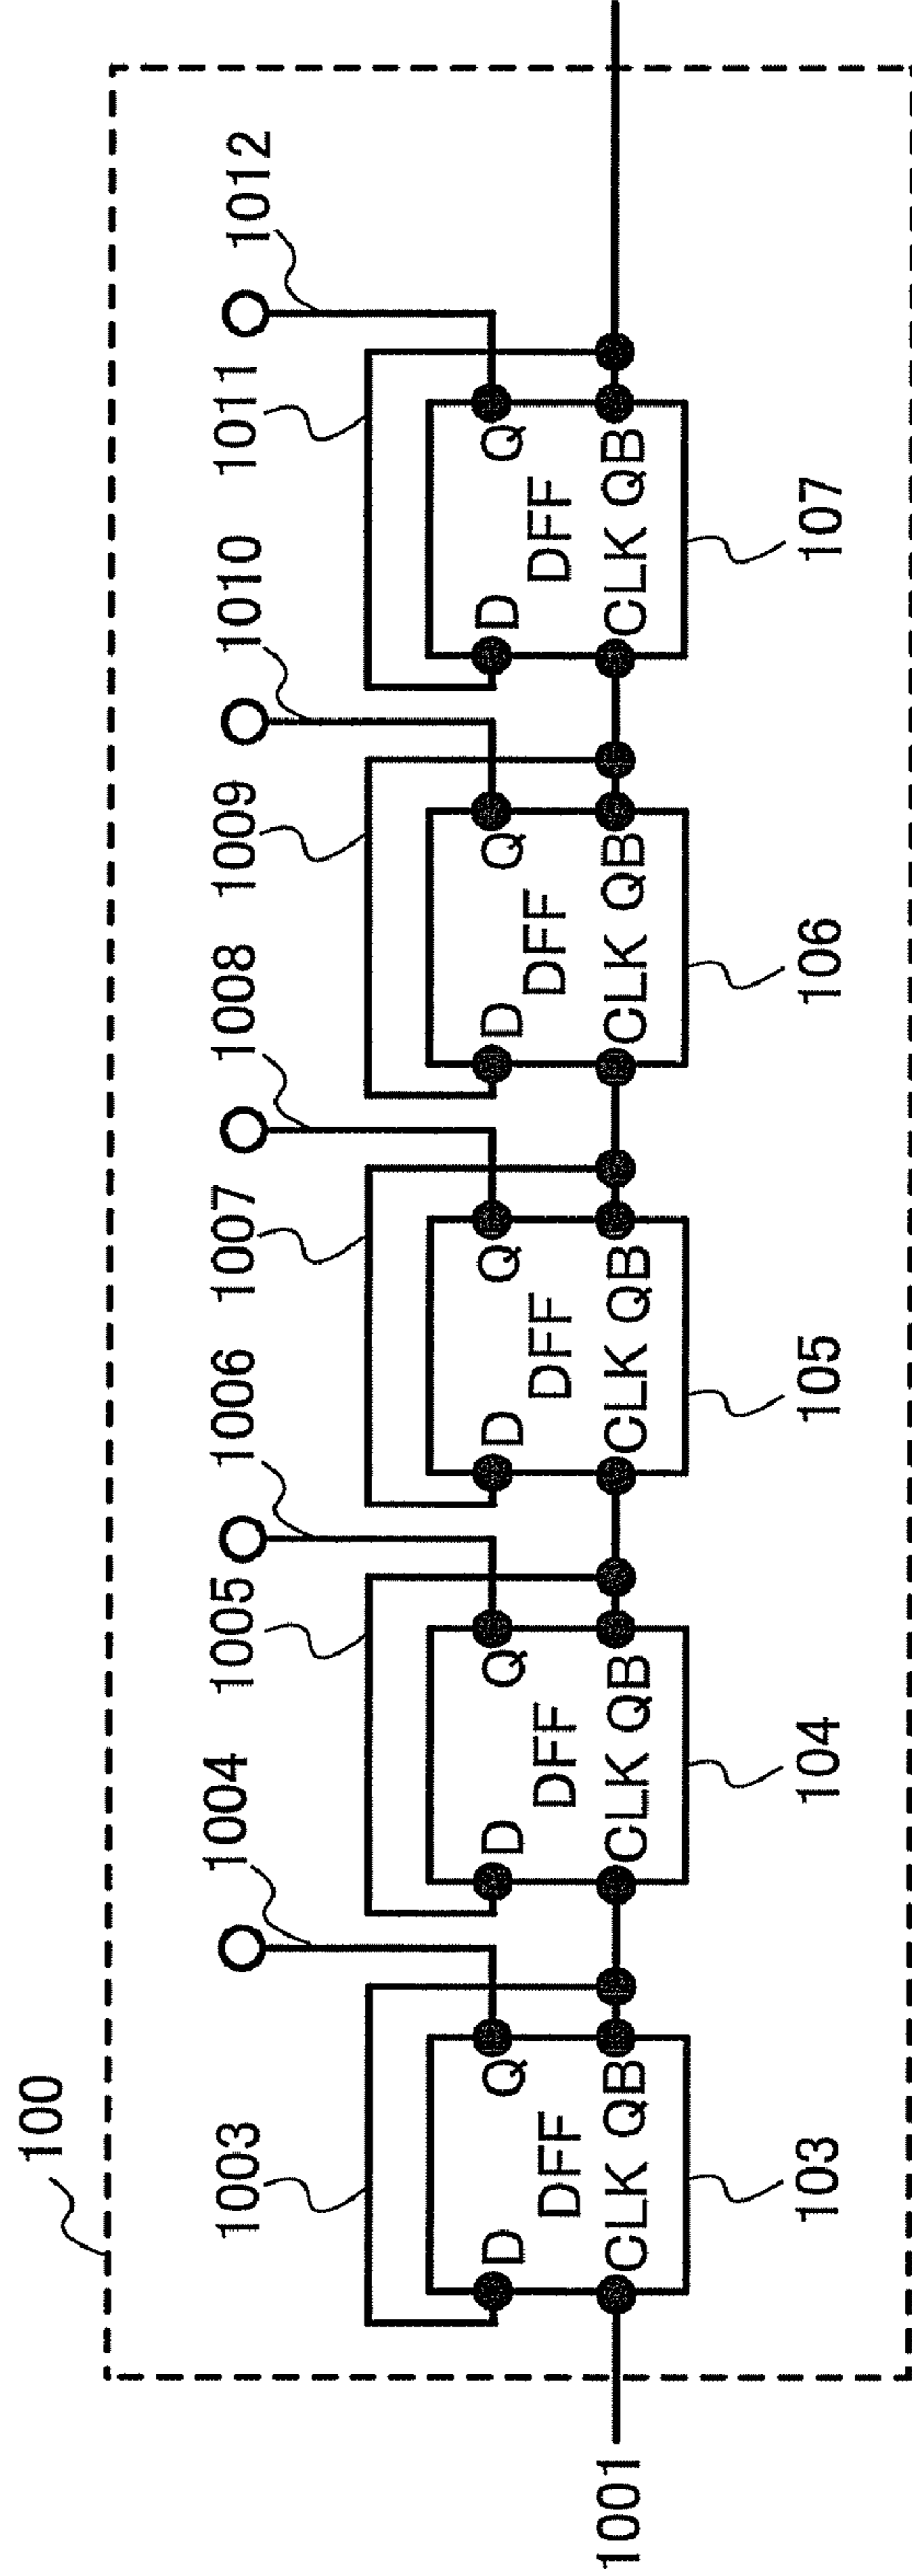 100
1003
1004
1005
1006
1007
1008
1009
1010
1011
1012
D
Q
DFF
CLK QB
D
Q
DFF
CLK QB
D
Q
DFF
CLK QB
D
Q
DFF
CLK QB
D
Q
DFF
CLK QB
1001
103
104
105
106
107